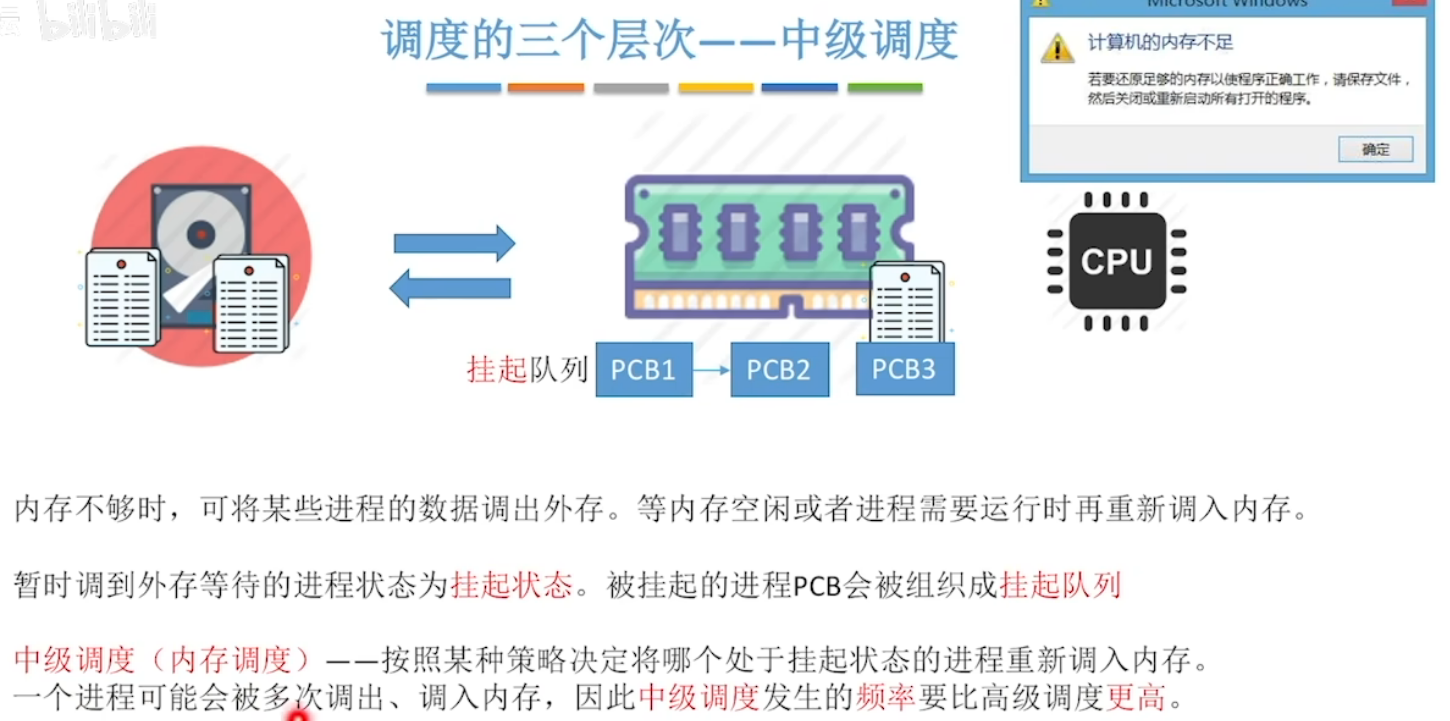 bilibili
调度的三个层次——中级调度
Microsoft Windows
计算机的内存不足
若要还原足够的内存以使程序正确工作，请保存文件，
然后关闭或重新启动所有打开的程序。
确定
CPU
挂起队列 PCB1 PCB2 PCB3
内存不够时，可将某些进程的数据调出外存。等内存空闲或者进程需要运行时再重新调入内存。
暂时调到外存等待的进程状态为挂起状态。被挂起的进程PCB会被组织成挂起队列
中级调度（内存调度）——按照某种策略决定将哪个处于挂起状态的进程重新调入内存。
一个进程可能会被多次调出、调入内存，因此中级调度发生的频率要比高级调度更高。